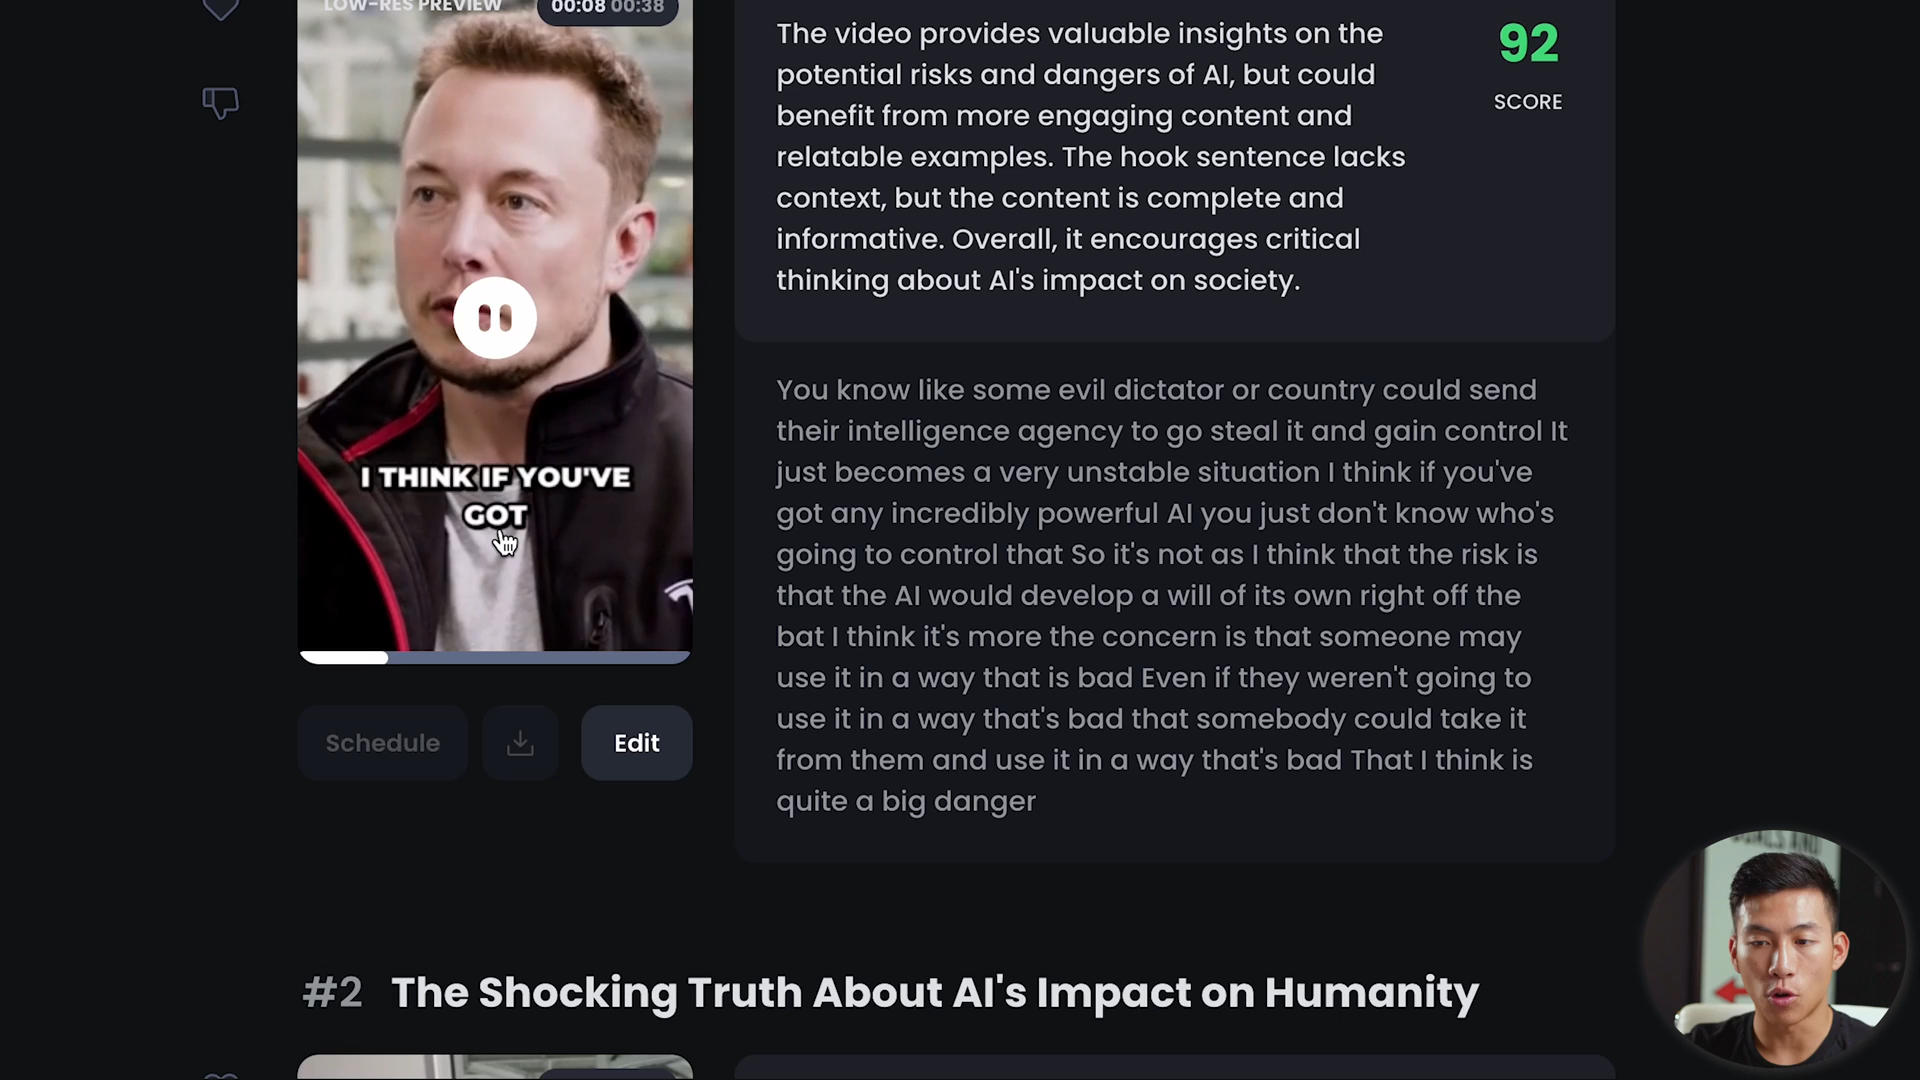 LOW-RES PREVIEW
00:08 00:38
I THINK IF YOU'VE
GOT
Schedule
Edit
The video provides valuable insights on the
potential risks and dangers of AI, but could
benefit from more engaging content and
relatable examples. The hook sentence lacks
context, but the content is complete and
informative. Overall, it encourages critical
thinking about AI's impact on society.
92
SCORE
You know like some evil dictator or country could send
their intelligence agency to go steal it and gain control It
just becomes a very unstable situation I think if you've
got any incredibly powerful AI you just don't know who's
going to control that So it's not as I think that the risk is
that the AI would develop a will of its own right off the
bat I think it's more the concern is that someone may
use it in a way that is bad Even if they weren't going to
use it in a way that's bad that somebody could take it
from them and use it in a way that's bad That I think is
quite a big danger
#2 The Shocking Truth About AI's Impact on Humanity